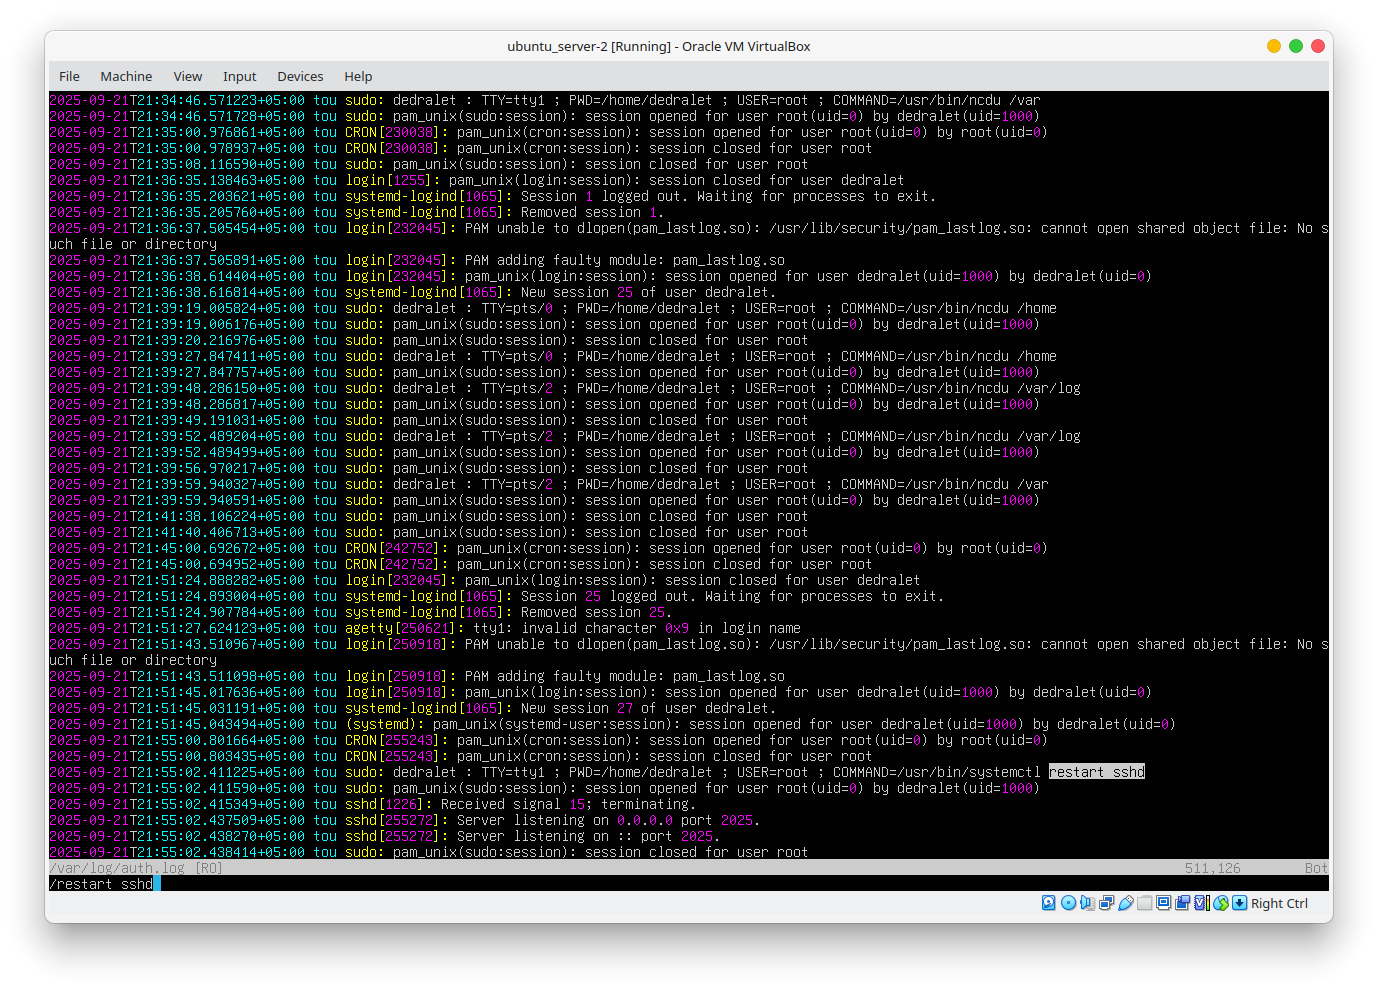 ubuntu_server-2 [Running] - Oracle VM VirtualBox
File Machine View Input Devices Help
2025-09-21T21:34:46.571223+05:00 tou sudo: dedralet : TTY=tty1 ; PWD=/home/dedralet ; USER=root ; COMMAND=/usr/bin/ncdu /var
2025-09-21T21:34:46.571728+05:00 tou sudo: pam_unix(sudo:session): session opened for user root(uid=0) by dedralet(uid=1000)
2025-09-21T21:35:00.976861+05:00 tou CRON[230038]: pam_unix(cron:session): session opened for user root(uid=0) by root(uid=0)
2025-09-21T21:35:00.978937+05:00 tou CRON[230038]: pam_unix(cron:session): session closed for user root
2025-09-21T21:35:08.116590+05:00 tou sudo: pam_unix(sudo:session): session closed for user root
2025-09-21T21:36:35.138463+05:00 tou login[1255]: pam_unix(login:session): session closed for user dedralet
2025-09-21T21:36:35.203621+05:00 tou systemd-logind[1065]: Session 1 logged out. Waiting for processes to exit.
2025-09-21T21:36:35.205760+05:00 tou systemd-logind[1065]: Removed session 1.
2025-09-21T21:36:37.505454+05:00 tou login[232045]: PAM unable to dlopen(pam_lastlog.so): /usr/lib/security/pam_lastlog.so: cannot open shared object file: No s
uch file or directory
2025-09-21T21:36:37.505891+05:00 tou login[232045]: PAM adding faulty module: pam_lastlog.so
2025-09-21T21:36:38.614404+05:00 tou login[232045]: pam_unix(login:session): session opened for user dedralet(uid=1000) by dedralet(uid=0)
2025-09-21T21:36:38.616814+05:00 tou systemd-logind[1065]: New session 25 of user dedralet.
2025-09-21T21:39:19.005824+05:00 tou sudo: dedralet : TTY=pts/0 ; PWD=/home/dedralet ; USER=root ; COMMAND=/usr/bin/ncdu /home
2025-09-21T21:39:19.006176+05:00 tou sudo: pam_unix(sudo:session): session opened for user root(uid=0) by dedralet(uid=1000)
2025-09-21T21:39:20.216976+05:00 tou sudo: pam_unix(sudo:session): session closed for user root
2025-09-21T21:39:27.847411+05:00 tou sudo: dedralet : TTY=pts/0 ; PWD=/home/dedralet ; USER=root ; COMMAND=/usr/bin/ncdu /home
2025-09-21T21:39:27.847757+05:00 tou sudo: pam_unix(sudo:session): session opened for user root(uid=0) by dedralet(uid=1000)
2025-09-21T21:39:48.286150+05:00 tou sudo: dedralet : TTY=pts/2 ; PWD=/home/dedralet ; USER=root ; COMMAND=/usr/bin/ncdu /var/log
2025-09-21T21:39:48.286817+05:00 tou sudo: pam_unix(sudo:session): session opened for user root(uid=0) by dedralet(uid=1000)
2025-09-21T21:39:49.191031+05:00 tou sudo: pam_unix(sudo:session): session closed for user root
2025-09-21T21:39:52.489204+05:00 tou sudo: dedralet : TTY=pts/2 ; PWD=/home/dedralet ; USER=root ; COMMAND=/usr/bin/ncdu /var/log
2025-09-21T21:39:52.489499+05:00 tou sudo: pam_unix(sudo:session): session opened for user root(uid=0) by dedralet(uid=1000)
2025-09-21T21:39:56.970217+05:00 tou sudo: pam_unix(sudo:session): session closed for user root
2025-09-21T21:39:59.940327+05:00 tou sudo: dedralet : TTY=pts/2 ; PWD=/home/dedralet ; USER=root ; COMMAND=/usr/bin/ncdu /var
2025-09-21T21:39:59.940591+05:00 tou sudo: pam_unix(sudo:session): session opened for user root(uid=0) by dedralet(uid=1000)
2025-09-21T21:41:38.106224+05:00 tou sudo: pam_unix(sudo:session): session closed for user root
2025-09-21T21:41:40.406713+05:00 tou sudo: pam_unix(sudo:session): session closed for user root
2025-09-21T21:45:00.692672+05:00 tou CRON[242752]: pam_unix(cron:session): session opened for user root(uid=0) by root(uid=0)
2025-09-21T21:45:00.694952+05:00 tou CRON[242752]: pam_unix(cron:session): session closed for user root
2025-09-21T21:51:24.888282+05:00 tou login[232045]: pam_unix(login:session): session closed for user dedralet
2025-09-21T21:51:24.893004+05:00 tou systemd-logind[1065]: Session 25 logged out. Waiting for processes to exit.
2025-09-21T21:51:24.907784+05:00 tou systemd-logind[1065]: Removed session 25.
2025-09-21T21:51:27.624123+05:00 tou agetty[250621]: tty1: invalid character 0x9 in login name
2025-09-21T21:51:43.510967+05:00 tou login[250918]: PAM unable to dlopen(pam_lastlog.so): /usr/lib/security/pam_lastlog.so: cannot open shared object file: No s
uch file or directory
2025-09-21T21:51:43.511098+05:00 tou login[250918]: PAM adding faulty module: pam_lastlog.so
2025-09-21T21:51:45.017636+05:00 tou login[250918]: pam_unix(login:session): session opened for user dedralet(uid=1000) by dedralet(uid=0)
2025-09-21T21:51:45.031191+05:00 tou systemd-logind[1065]: New session 27 of user dedralet.
2025-09-21T21:51:45.043494+05:00 tou (systemd): pam_unix(systemd-user:session): session opened for user dedralet(uid=1000) by dedralet(uid=0)
2025-09-21T21:55:00.801664+05:00 tou CRON[255243]: pam_unix(cron:session): session opened for user root(uid=0) by root(uid=0)
2025-09-21T21:55:00.803435+05:00 tou CRON[255243]: pam_unix(cron:session): session closed for user root
2025-09-21T21:55:02.411225+05:00 tou sudo: dedralet : TTY=tty1 ; PWD=/home/dedralet ; USER=root ; COMMAND=/usr/bin/systemctl restart sshd
2025-09-21T21:55:02.411590+05:00 tou sudo: pam_unix(sudo:session): session opened for user root(uid=0) by dedralet(uid=1000)
2025-09-21T21:55:02.415349+05:00 tou sshd[1226]: Received signal 15; terminating.
2025-09-21T21:55:02.437509+05:00 tou sshd[255272]: Server listening on 0.0.0.0 port 2025.
2025-09-21T21:55:02.438270+05:00 tou sshd[255272]: Server listening on :: port 2025.
2025-09-21T21:55:02.438414+05:00 tou sudo: pam_unix(sudo:session): session closed for user root
/var/log/auth.log [RO] 511,126 Bot
/restart sshd
Right Ctrl